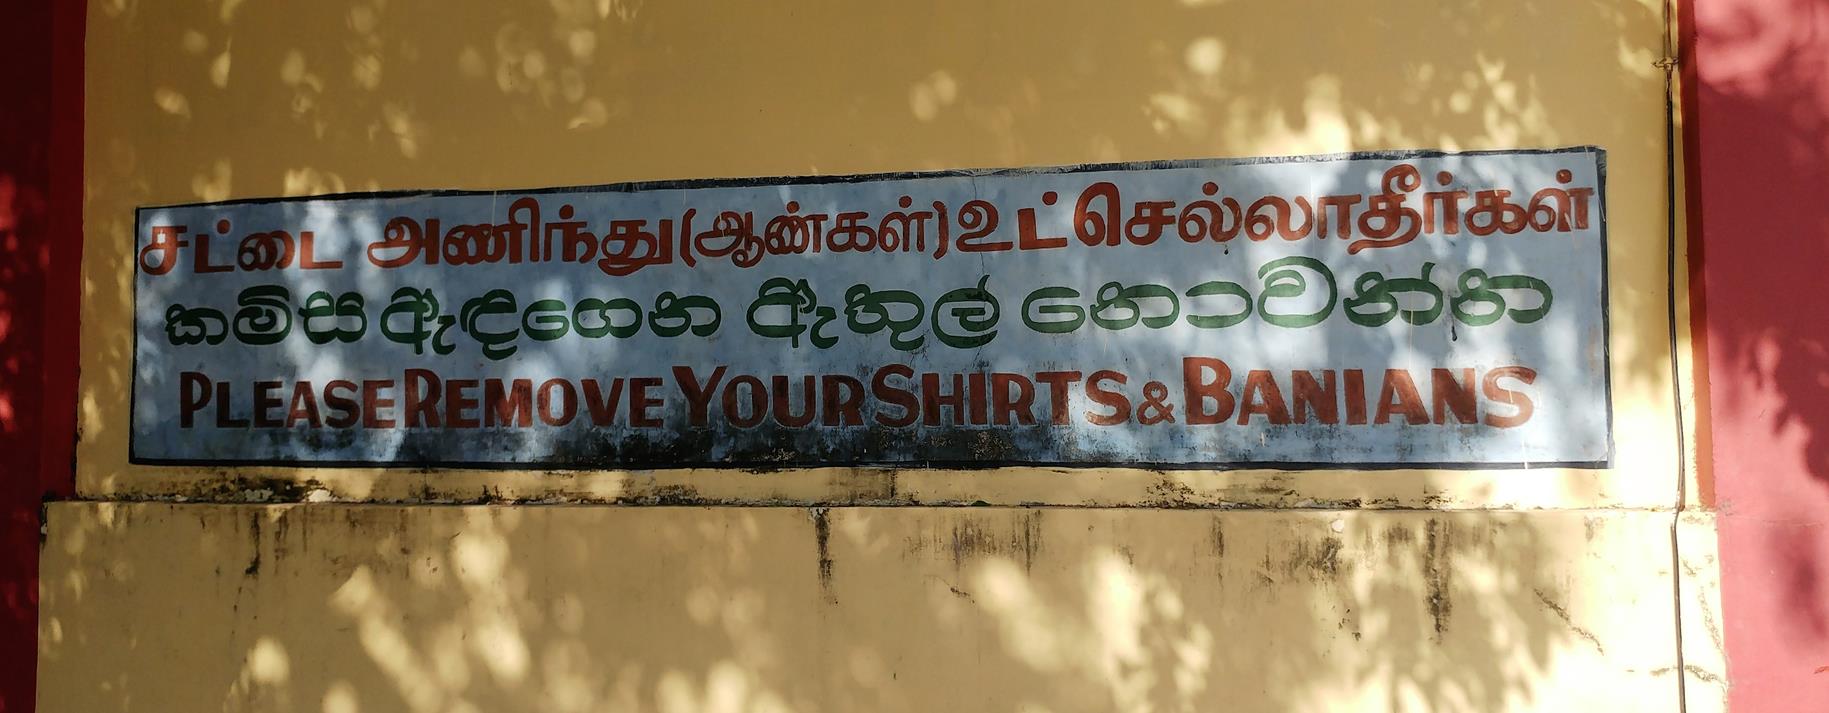 சட்டை அணிந்து (ஆண்கள்) உட்செல்லாதீர்கள்
කමිස ඇඳගෙන ඇතුල් නොවන්න
PLEASE REMOVE YOUR SHIRTS & BANIANS